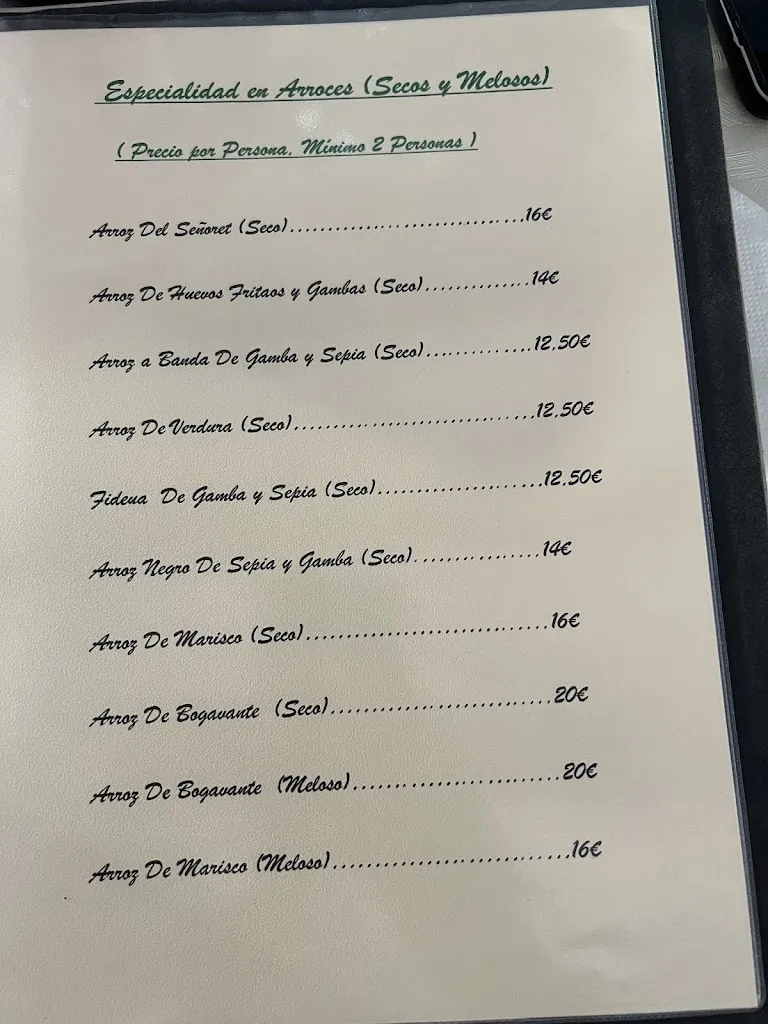 Especialidad en Arroces (Secos y Melosos)
( Precio por Persona. Mínimo 2 Personas )
Arroz Del Señoret (Seco)...............................16€
Arroz De Huevos Fritaos y Gambas (Seco)..............14€
Arroz a Banda De Gamba y Sepia (Seco)..............12,50€
Arroz De Verdura (Seco)................................12,50€
Fideua De Gamba y Sepia (Seco)......................12,50€
Arroz Negro De Sepia y Gamba (Seco).................14€
Arroz De Marisco (Seco)................................16€
Arroz De Bogavante (Seco).............................20€
Arroz De Bogavante (Meloso)...........................20€
Arroz De Marisco (Meloso)...............................16€